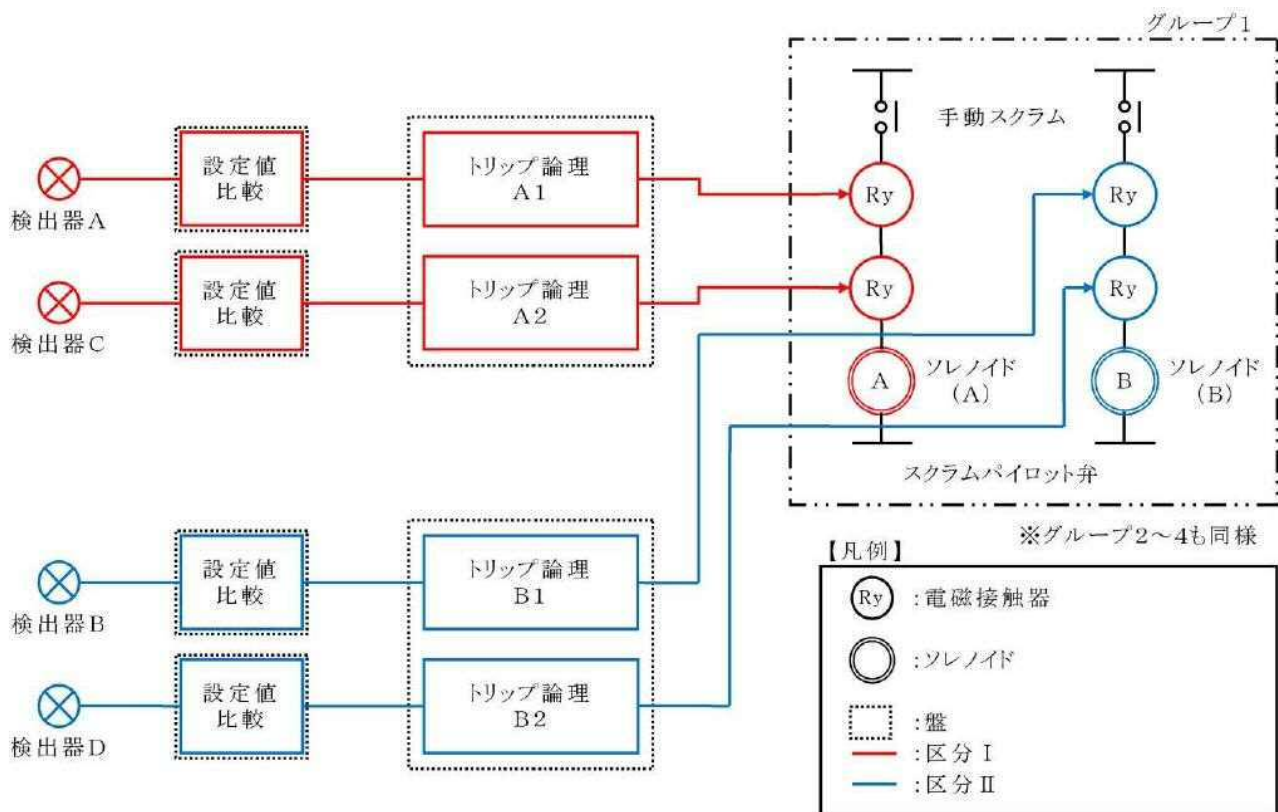 グループ1
手動スクラム
検出器A
設定値
比較
トリップ論理
A1
Ry
Ry
検出器C
設定値
比較
トリップ論理
A2
Ry
Ry
A
ソレノイド
(A)
B
ソレノイド
(B)
スクラムパイロット弁
※グループ2～4も同様
検出器B
設定値
比較
トリップ論理
B1
検出器D
設定値
比較
トリップ論理
B2
【凡例】
Ry :電磁接触器
:ソレノイド
:盤
:区分Ⅰ
:区分Ⅱ